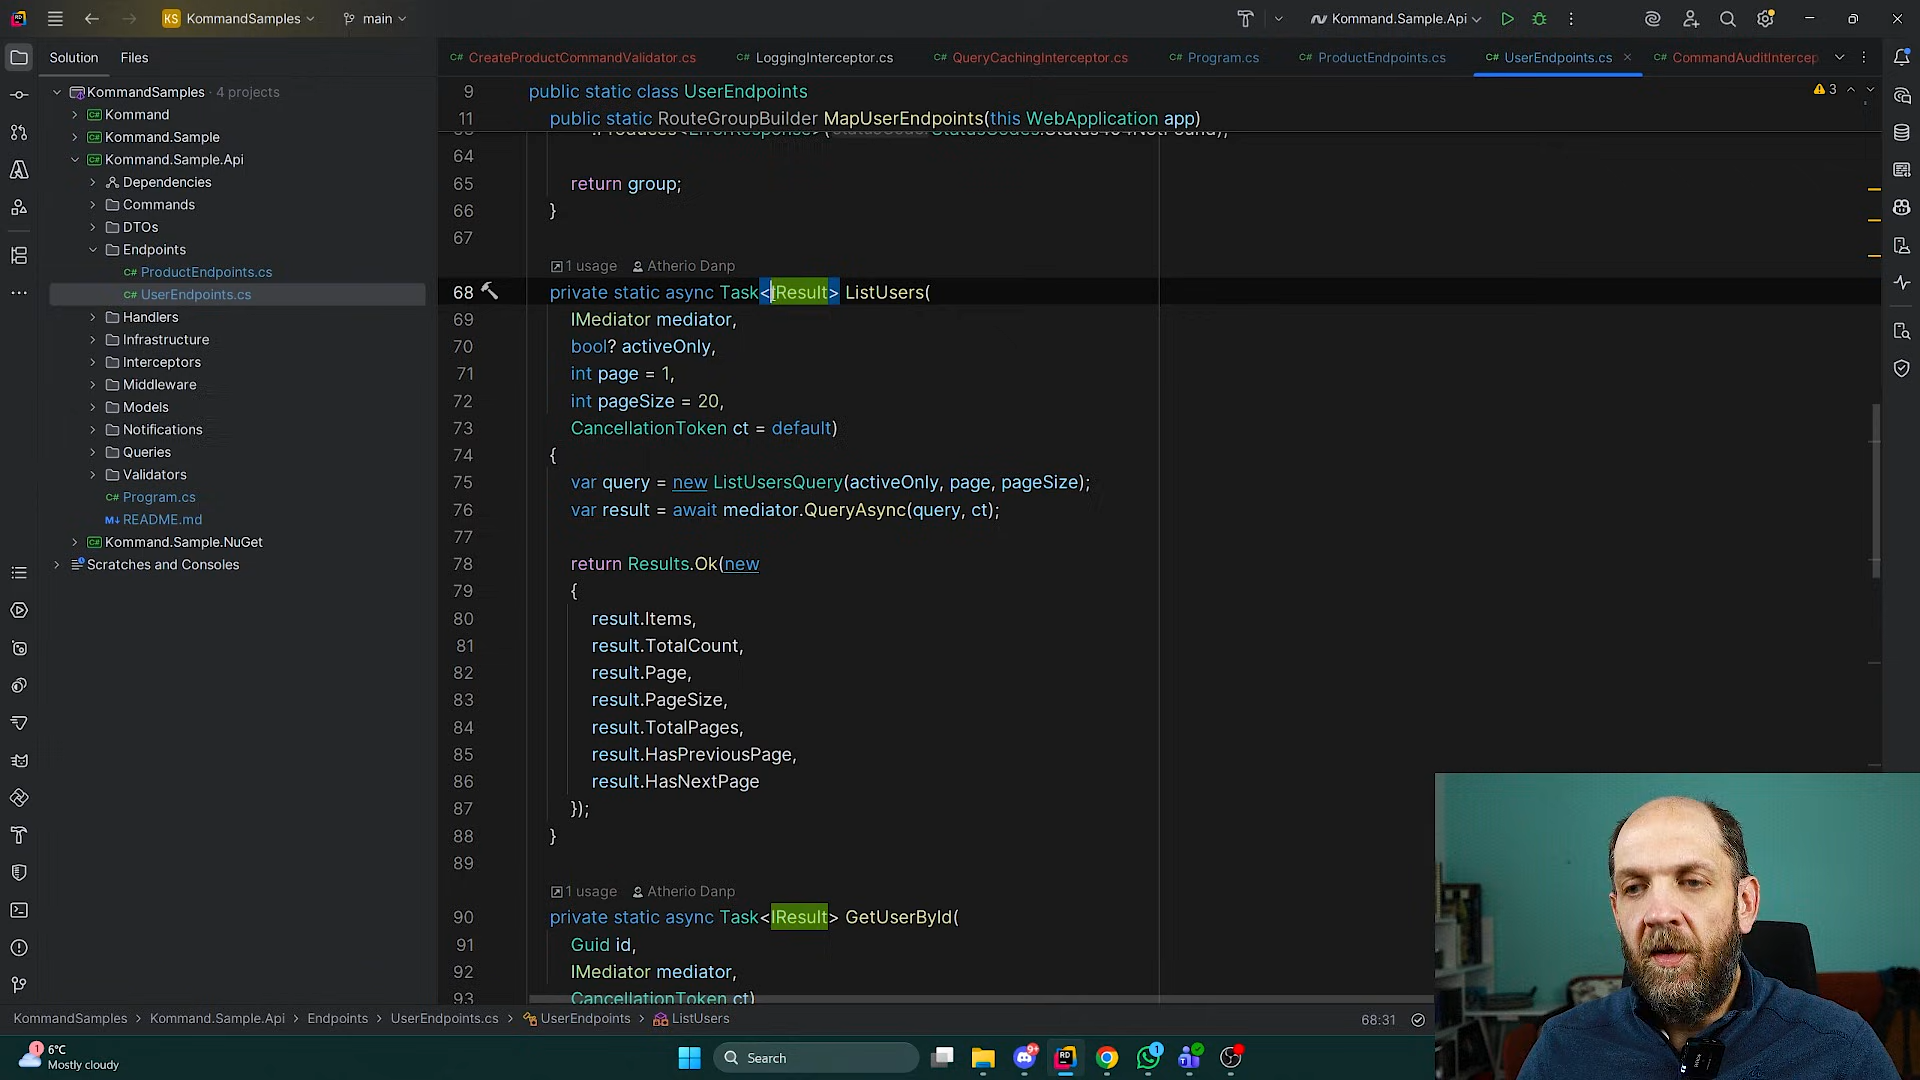 KS KommandSamples main Kommand.Sample.Api
Solution Files
C# CreateProductCommandValidator.cs C# LoggingInterceptor.cs C# QueryCachingInterceptor.cs C# Program.cs C# ProductEndpoints.cs C# UserEndpoints.cs C# CommandAuditIntercep
KommandSamples · 4 projects
Kommand
Kommand.Sample
Kommand.Sample.Api
Dependencies
Commands
DTOs
Endpoints
C# ProductEndpoints.cs
C# UserEndpoints.cs
Handlers
Infrastructure
Interceptors
Middleware
Models
Notifications
Queries
Validators
C# Program.cs
M↓ README.md
Kommand.Sample.NuGet
Scratches and Consoles
9 public static class UserEndpoints
3
11 public static RouteGroupBuilder MapUserEndpoints(this WebApplication app)
64
65 return group;
66 }
67
1 usage Atherio Danp
68 private static async Task<IResult> ListUsers(
69 IMediator mediator,
70 bool? activeOnly,
71 int page = 1,
72 int pageSize = 20,
73 CancellationToken ct = default)
74 {
75 var query = new ListUsersQuery(activeOnly, page, pageSize);
76 var result = await mediator.QueryAsync(query, ct);
77
78 return Results.Ok(new
79 {
80 result.Items,
81 result.TotalCount,
82 result.Page,
83 result.PageSize,
84 result.TotalPages,
85 result.HasPreviousPage,
86 result.HasNextPage
87 });
88 }
89
1 usage Atherio Danp
90 private static async Task<IResult> GetUserById(
91 Guid id,
92 IMediator mediator,
93 CancellationToken ct)
KommandSamples > Kommand.Sample.Api > Endpoints > UserEndpoints.cs > UserEndpoints > ListUsers
68:31
1
6°C
Mostly cloudy
Search
RD
1